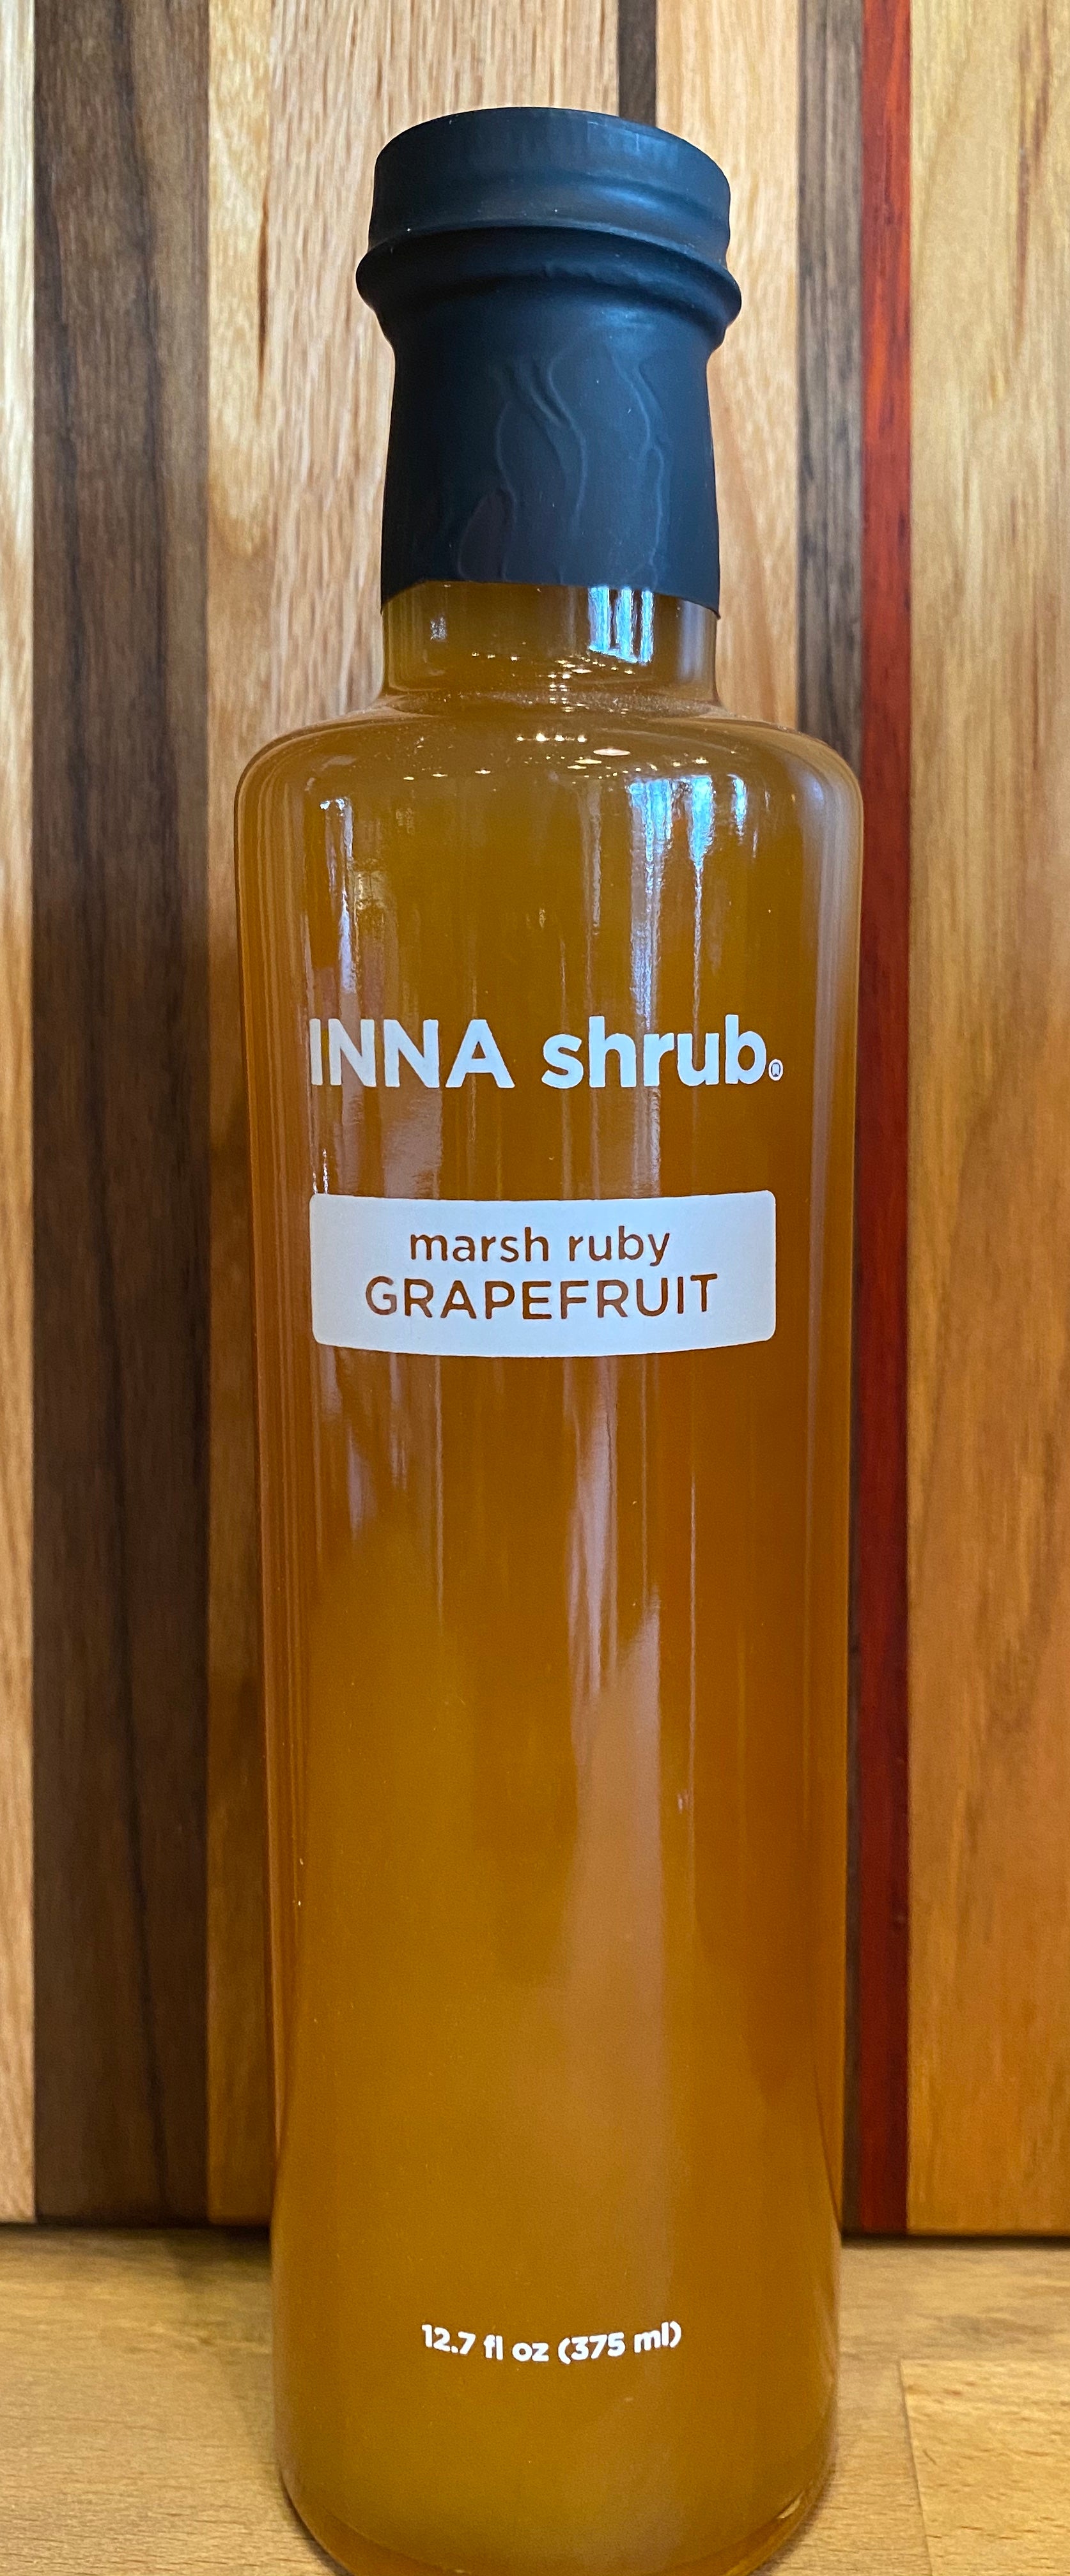 INNA shrub®
marsh ruby
GRAPEFRUIT
12.7 fl oz (375 ml)